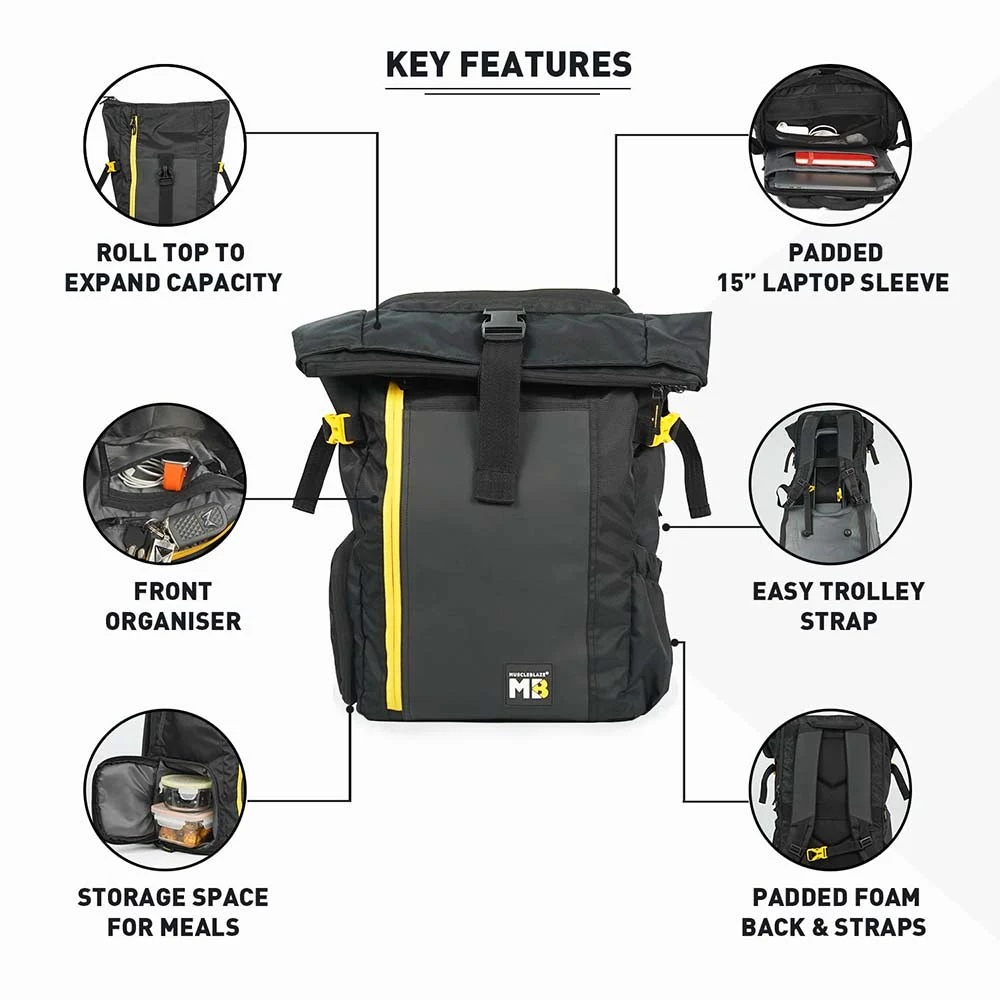 KEY FEATURES
ROLL TOP TO
EXPAND CAPACITY
PADDED
15” LAPTOP SLEEVE
FRONT
ORGANISER
EASY TROLLEY
STRAP
MUSCLEBLAZE®
MB
STORAGE SPACE
FOR MEALS
PADDED FOAM
BACK & STRAPS